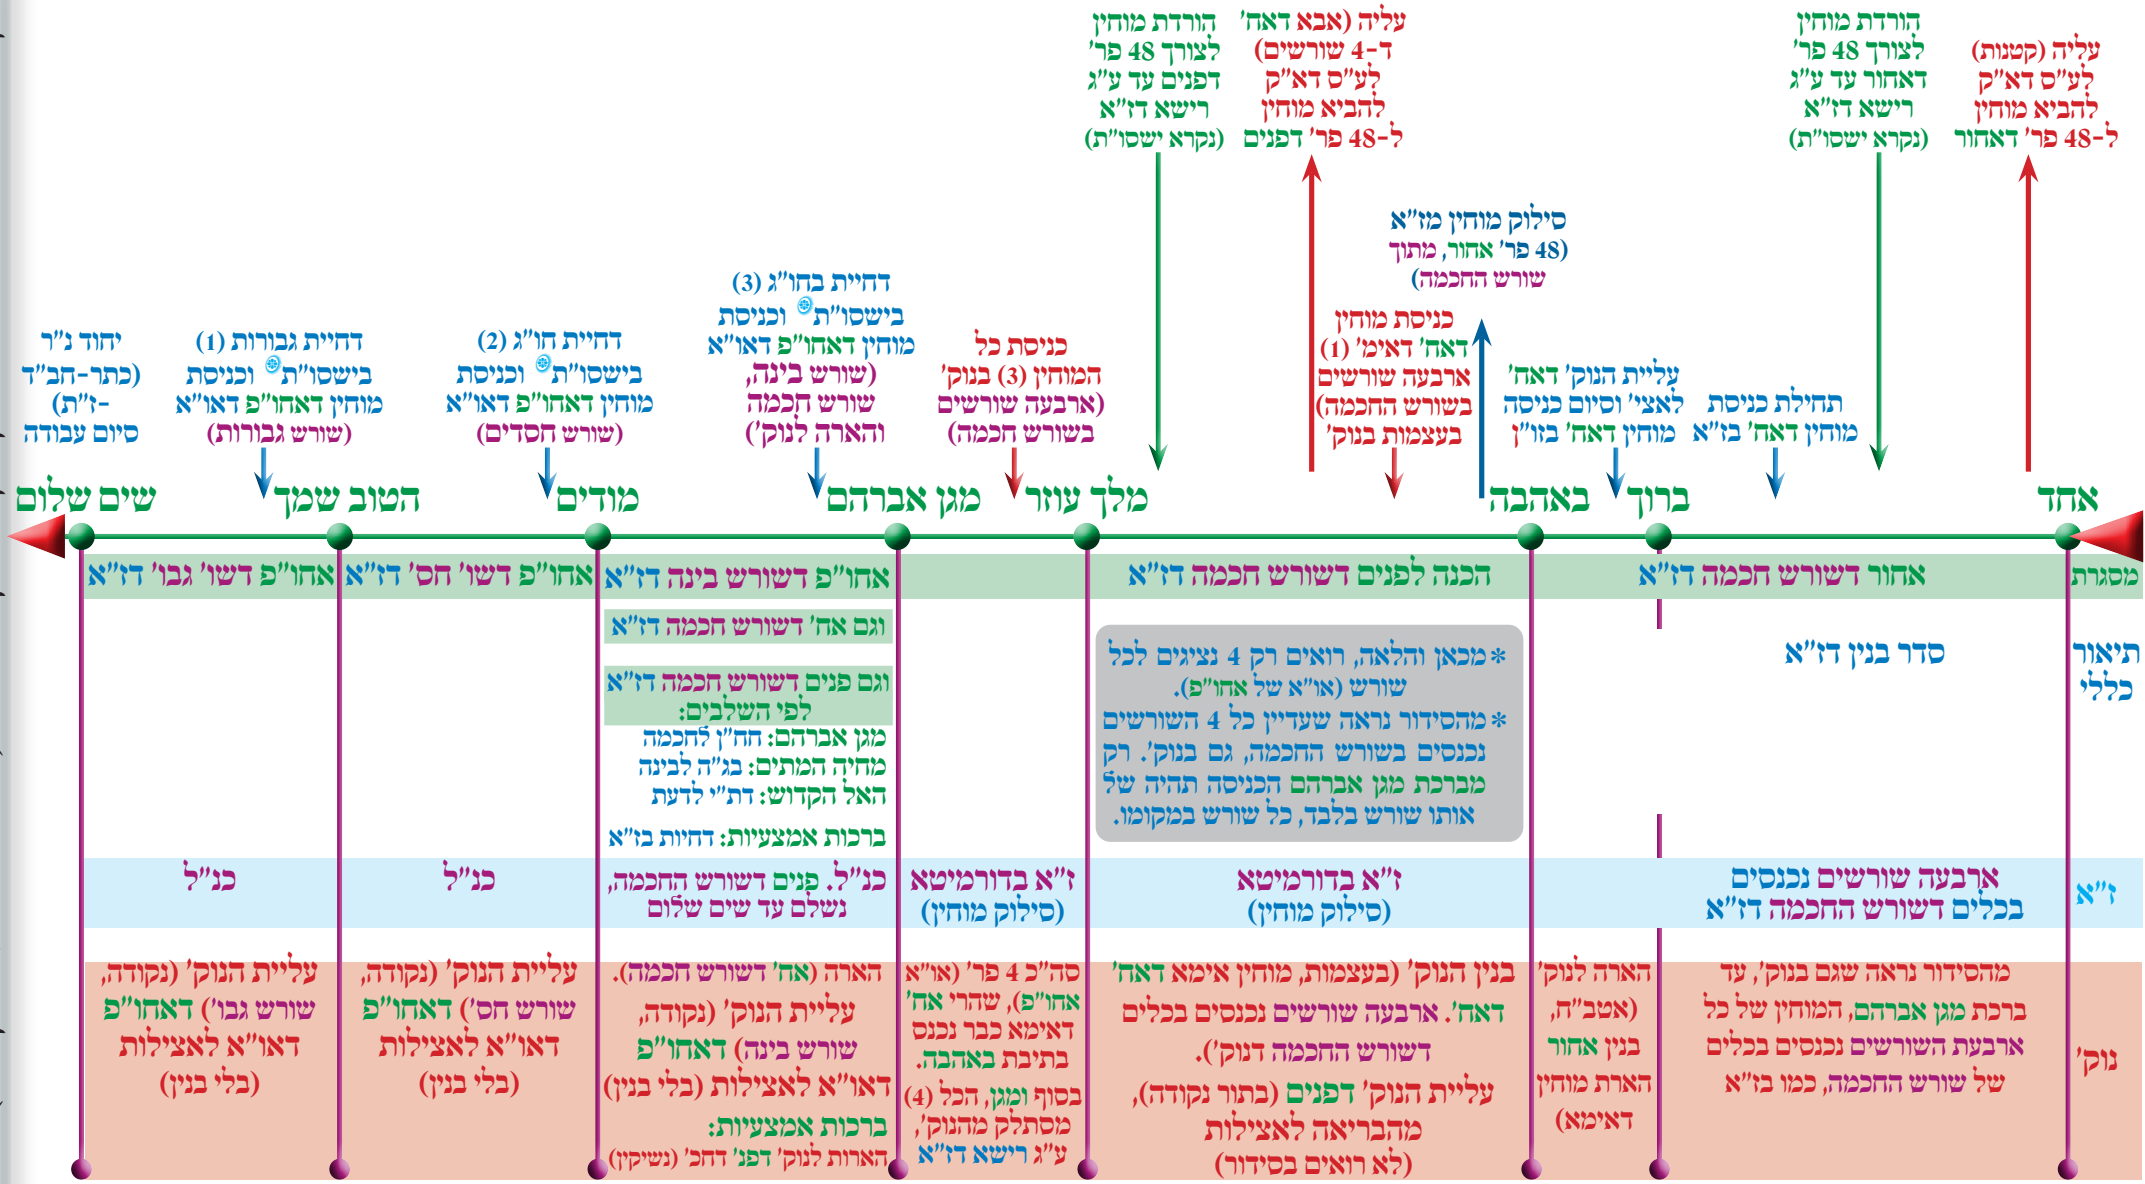 עליה (קטנות)
לע"ס דא"ק
להביא מוחין
ל-48 פר' דאחור
הורדת מוחין
לצורך 48 פר'
דאחור עד ע"ג
רישא דז"א
(נקרא ישסו"ת)
עליה (אבא דאח'
ד-4 שורשים)
לע"ס דא"ק
להביא מוחין
ל-48 פר' דפנים
הורדת מוחין
לצורך 48 פר'
דפנים עד ע"ג
רישא דז"א
(נקרא ישסו"ת)
סילוק מוחין מז"א
(48 פר' אחור, מתוך
שורש החכמה)
תחילת כניסת
מוחין דאח' בז"א
עליית הנוק' דאח'
לאצי' וסיום כניסה
מוחין דאח' בזו"ן
כניסת מוחין
דאח' דאימ' (1)
ארבעה שורשים
בשורש החכמה)
בעצמות בנוק'
כניסת כל
המוחין (3) בנוק'
(ארבעה שורשים
בשורש חכמה)
דחיית בחו"ג (3)
בישסו"ת וכניסת
מוחין דאחו"פ דאו"א
(שורש בינה,
שורש חכמה
והארה לנוק')
דחיית חו"ג (2)
בישסו"ת וכניסת
מוחין דאחו"פ דאו"א
(שורש חסדים)
דחיית גבורות (1)
בישסו"ת וכניסת
מוחין דאחו"פ דאו"א
(שורש גבורות)
יחוד נ"ר
(כתר-חב"ד
-ז"ת)
סיום עבודה
אחד
ברוך
באהבה
מלך עוזר
מגן אברהם
מודים
הטוב שמך
שים שלום
מסגרת
אחור דשורש חכמה דז"א
הכנה לפנים דשורש חכמה דז"א
אחו"פ דשורש בינה דז"א
אחו"פ דשו' חס' דז"א
אחו"פ דשו' גבו' דז"א
וגם אח' דשורש חכמה דז"א
וגם פנים דשורש חכמה דז"א
לפי השלבים:
תיאור
כללי
סדר בנין דז"א
*מכאן והלאה, רואים רק 4 נציגים לכל
שורש (או"א של אחו"פ).
*מהסידור נראה שעדיין כל 4 השורשים
נכנסים בשורש החכמה, גם בנוק'. רק
מברכת מגן אברהם הכניסה תהיה של
אותו שורש בלבד, כל שורש במקומו.
מגן אברהם: חח"ן לחכמה
מחיה המתים: בג"ה לבינה
האל הקדוש: דת"י לדעת
ברכות אמצעיות: דחיות בז"א
ז"א
ארבעה שורשים נכנסים
בכלים דשורש החכמה דז"א
ז"א בדורמיטא
(סילוק מוחין)
ז"א בדורמיטא
(סילוק מוחין)
כנ"ל. פנים דשורש החכמה,
נשלם עד שים שלום
כנ"ל
כנ"ל
נוק'
מהסידור נראה שגם בנוק', עד
ברכת מגן אברהם, המוחין של כל
ארבעת השורשים נכנסים בכלים
של שורש החכמה, כמו בז"א
הארה לנוק'
(אטב"ח,
בנין אחור
הארת מוחין
דאימא)
בנין הנוק' (בעצמות, מוחין אימא דאח'
דאח'. ארבעה שורשים נכנסים בכלים
דשורש החכמה דנוק').
עליית הנוק' דפנים (בתור נקודה),
מהבריאה לאצילות
(לא רואים בסידור)
סה"כ 4 פר' (או"א
אחו"פ), שהרי אח'
דאימא כבר נכנס
בתיבת באהבה.
בסוף ומגן, הכל (4)
מסתלק מהנוק',
ע"ג רישא דז"א
הארה (אח' דשורש חכמה).
עליית הנוק' (נקודה,
שורש בינה) דאחו"פ
דאו"א לאצילות (בלי בנין)
ברכות אמצעיות:
הארות לנוק' דפנ' דחכ' (נשיקין)
עליית הנוק' (נקודה,
שורש חס') דאחו"פ
דאו"א לאצילות
(בלי בנין)
עליית הנוק' (נקודה,
שורש גבו') דאחו"פ
דאו"א לאצילות
(בלי בנין)